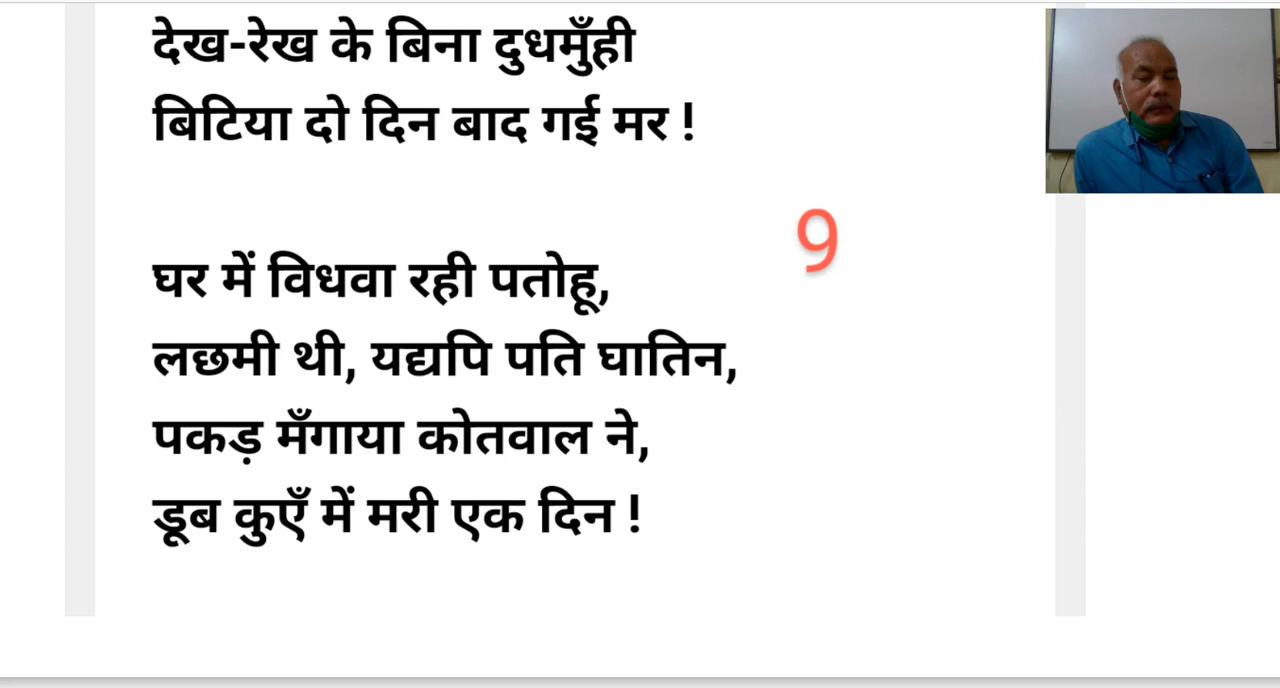 देख-रेख के बिना दुधमुँही
बिटिया दो दिन बाद गई मर !
9
घर में विधवा रही पतोहू,
लछमी थी, यद्यपि पति घातिन,
पकड़ मँगाया कोतवाल ने,
डूब कुएँ में मरी एक दिन !